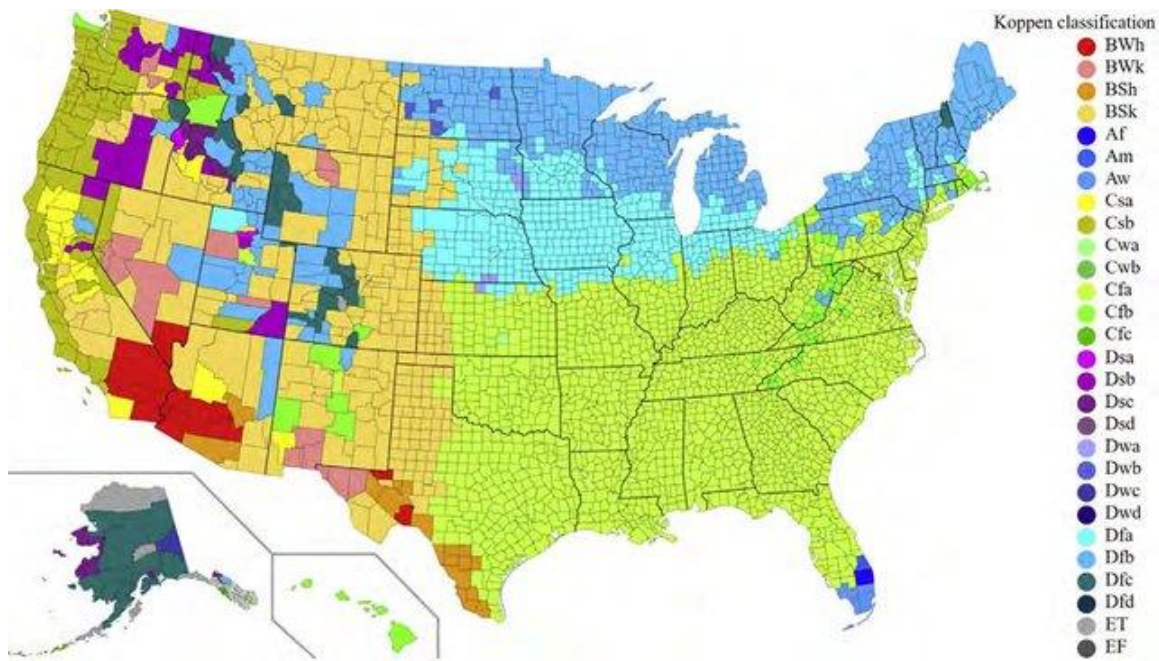 Koppen classification
BWh
BWk
BSh
BSk
Af
Am
Aw
Csa
Csb
Cwa
Cwb
Cfa
Cfb
Cfc
Dsa
Dsb
Dsc
Dsd
Dwa
Dwb
Dwc
Dwd
Dfa
Dfb
Dfc
Dfd
ET
EF